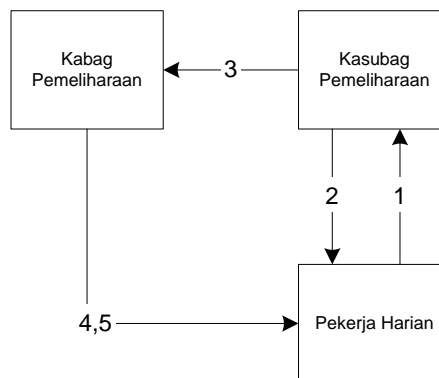 Kabag
Pemeliharaan
3
Kasubag
Pemeliharaan
2
1
4,5
Pekerja Harian